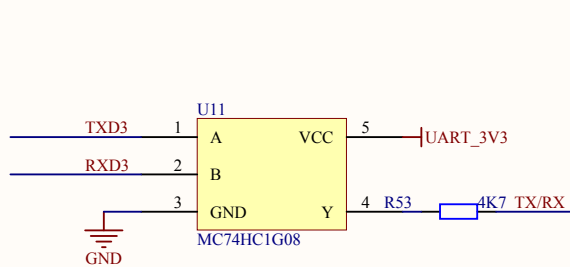 U11
TXD3 1 A VCC 5 UART_3V3
RXD3 2 B
3 GND Y 4 R53 4K7 TX/RX
MC74HC1G08
GND